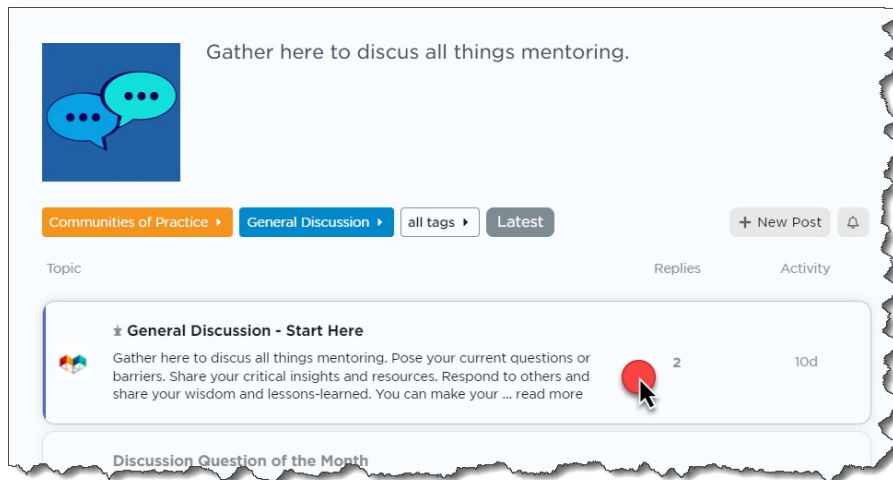 Gather here to discus all things mentoring.
Communities of Practice
General Discussion
all tags
Latest
+ New Post
Topic
Replies
Activity
General Discussion - Start Here
Gather here to discus all things mentoring. Pose your current questions or
barriers. Share your critical insights and resources. Respond to others and
share your wisdom and lessons-learned. You can make your ... read more
2
10d
Discussion Question of the Month